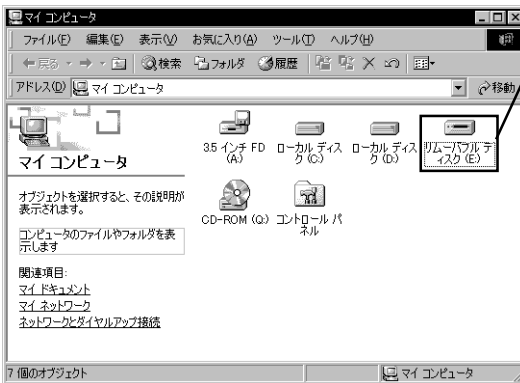 マイ コンピュータ
ファイル(F) 編集(E) 表示(V) お気に入り(A) ツール(T) ヘルプ(H)
戻る 検索 フォルダ 履歴
アドレス(D) マイ コンピュータ 移動
マイ コンピュータ
オブジェクトを選択すると、その説明が
表示されます。
コンピュータのファイルやフォルダを表
示します
関連項目:
マイ ドキュメント
マイ ネットワーク
ネットワークとダイヤルアップ接続
3.5 インチ FD
(A:)
ローカル ディス
ク (C:)
ローカル ディス
ク (D:)
リムーバブル デ
ィスク (E:)
CD-ROM (Q:)
コントロール パ
ネル
7 個のオブジェクト
マイ コンピュータ